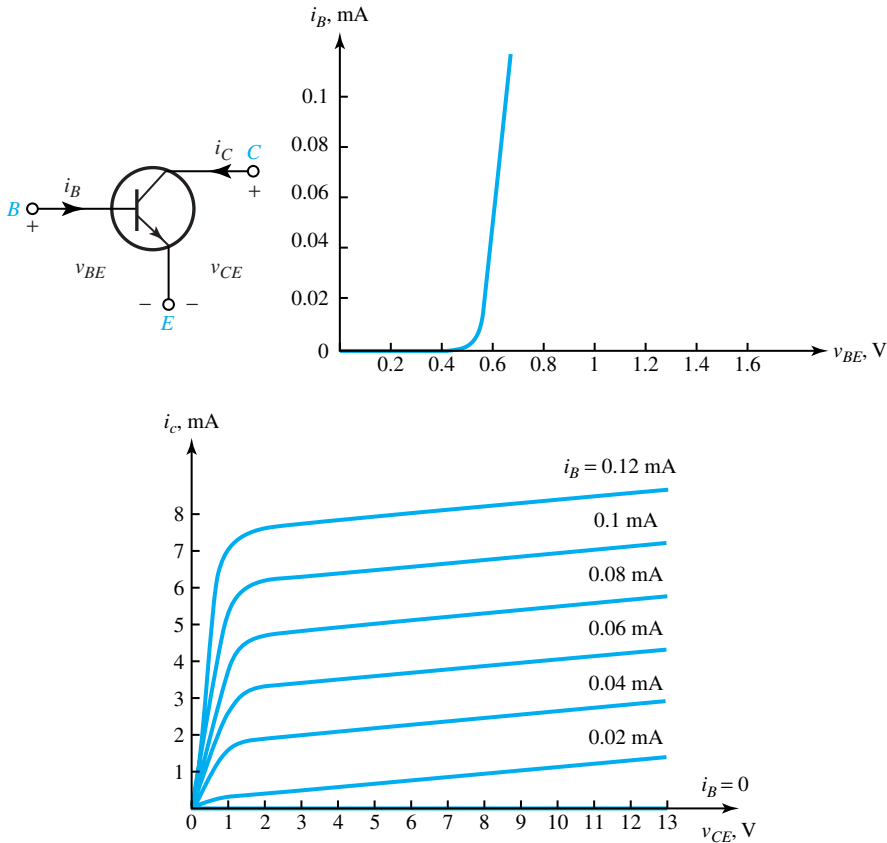 i_B, mA
0.1
0.08
0.06
0.04
0.02
0
0.2 0.4 0.6 0.8 1 1.2 1.4 1.6
v_BE, V
i_C C
+
i_B
B
+
v_BE v_CE
– –
E
i_c, mA
8
7
6
5
4
3
2
1
i_B = 0.12 mA
0.1 mA
0.08 mA
0.06 mA
0.04 mA
0.02 mA
i_B = 0
0 1 2 3 4 5 6 7 8 9 10 11 12 13
v_CE, V